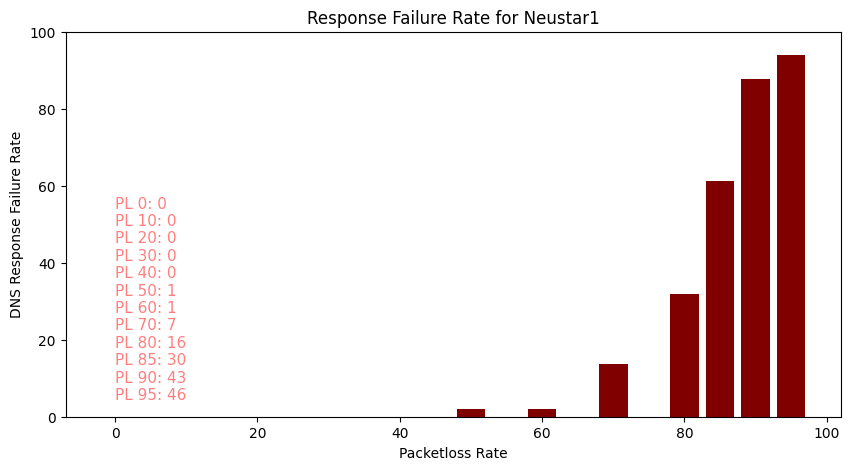 Response Failure Rate for Neustar1
100
80
60
40
20
0
DNS Response Failure Rate
PL 0: 0
PL 10: 0
PL 20: 0
PL 30: 0
PL 40: 0
PL 50: 1
PL 60: 1
PL 70: 7
PL 80: 16
PL 85: 30
PL 90: 43
PL 95: 46
0 20 40 60 80 100
Packetloss Rate